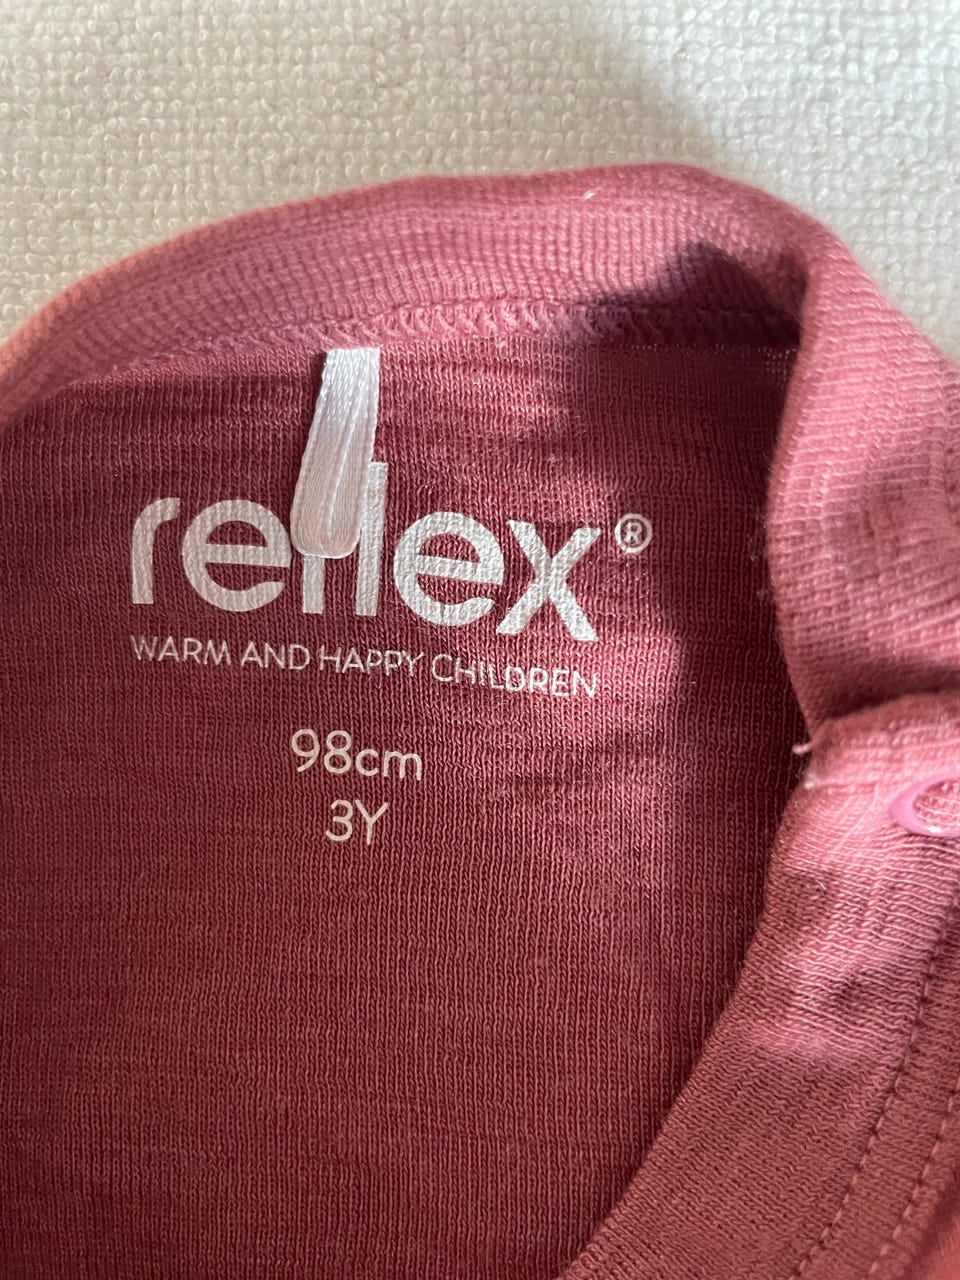 reflex®
WARM AND HAPPY CHILDREN
98cm
3Y